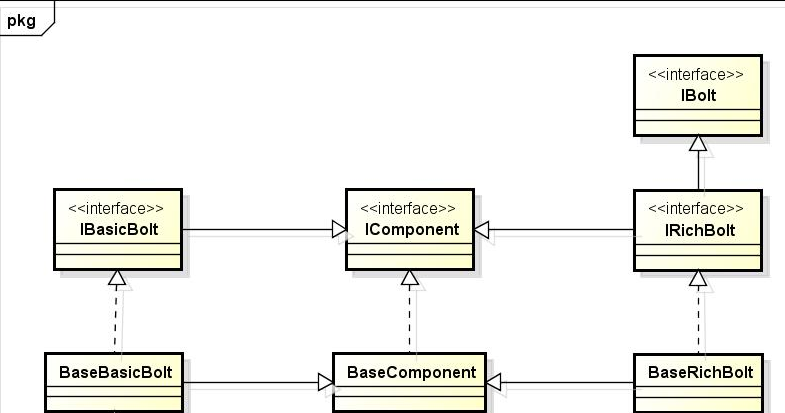 pkg
<<interface>>
IBolt
<<interface>>
IBasicBolt
<<interface>>
IComponent
<<interface>>
IRichBolt
BaseBasicBolt
BaseComponent
BaseRichBolt